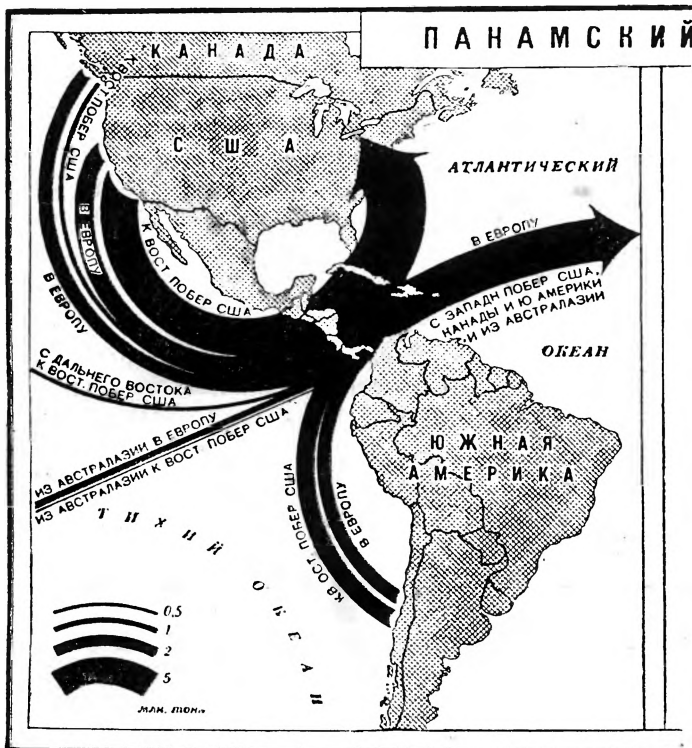 ПАНАМСКИЙ
КАНАДА
США
АТЛАНТИЧЕСКИЙ
ОКЕАН
К ВОСТ ПОБЕР США
В ЕВРОПУ
В ЕВРОПУ
К ВОСТ ПОБЕР США
В ЕВРОПУ
С ЗАПАДН ПОБЕР США,
КАНАДЫ И Ю АМЕРИКИ
И ИЗ АВСТРАЛАЗИИ
С ДАЛЬНЕГО ВОСТОКА
К ВОСТ. ПОБЕР США
ИЗ АВСТРАЛАЗИИ В ЕВРОПУ
ИЗ АВСТРАЛАЗИИ К ВОСТ. ПОБЕР США
КВ ОСТ ПОБЕР США
В ЕВРОПУ
ЮЖНАЯ
АМЕРИКА
ТИХИЙ ОКЕАН
0,5
1
2
5
млн. тонн